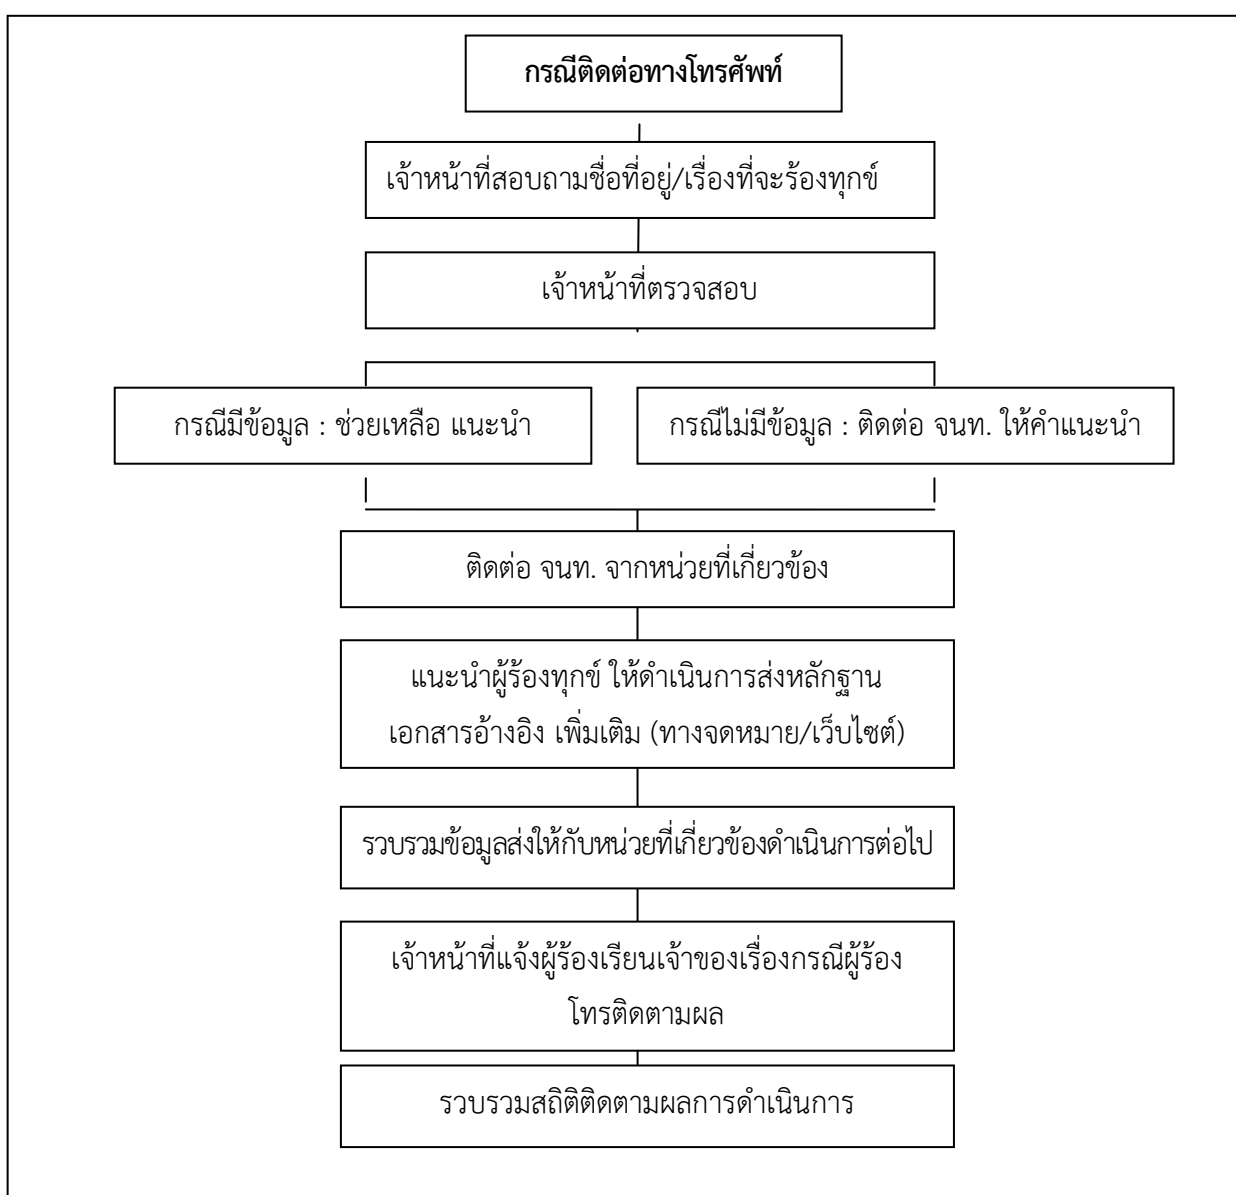 กรณีติดต่อทางโทรศัพท์
เจ้าหน้าที่สอบถามชื่อที่อยู่/เรื่องที่จะร้องทุกข์
เจ้าหน้าที่ตรวจสอบ
กรณีมีข้อมูล : ช่วยเหลือ แนะนำ
กรณีไม่มีข้อมูล : ติดต่อ จนท. ให้คำแนะนำ
ติดต่อ จนท. จากหน่วยที่เกี่ยวข้อง
แนะนำผู้ร้องทุกข์ ให้ดำเนินการส่งหลักฐาน
เอกสารอ้างอิง เพิ่มเติม (ทางจดหมาย/เว็บไซต์)
รวบรวมข้อมูลส่งให้กับหน่วยที่เกี่ยวข้องดำเนินการต่อไป
เจ้าหน้าที่แจ้งผู้ร้องเรียนเจ้าของเรื่องกรณีผู้ร้อง
โทรติดตามผล
รวบรวมสถิติติดตามผลการดำเนินการ